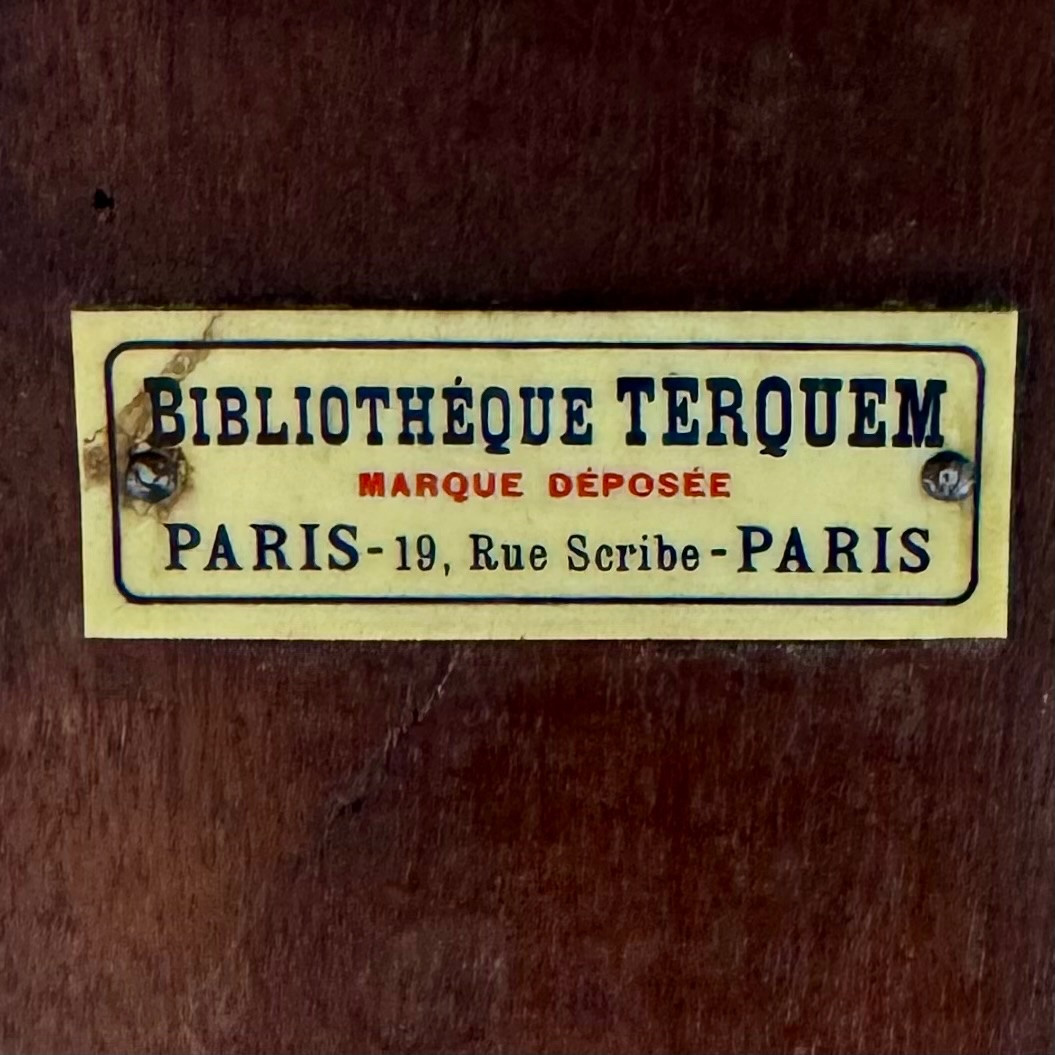 BIBLIOTHÉQUE TERQUEM
MARQUE DÉPOSÉE
PARIS-19, Rue Scribe-PARIS